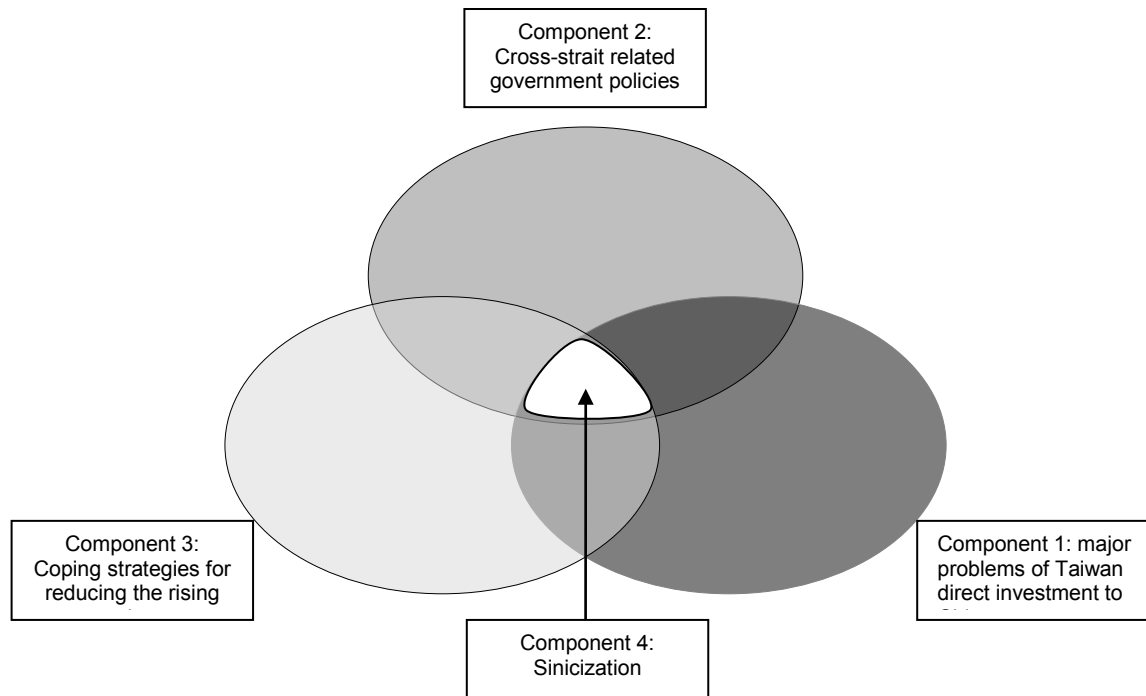 Component 2:
Cross-strait related
government policies
Component 3:
Coping strategies for
reducing the rising
Component 1: major
problems of Taiwan
direct investment to
Component 4:
Sinicization